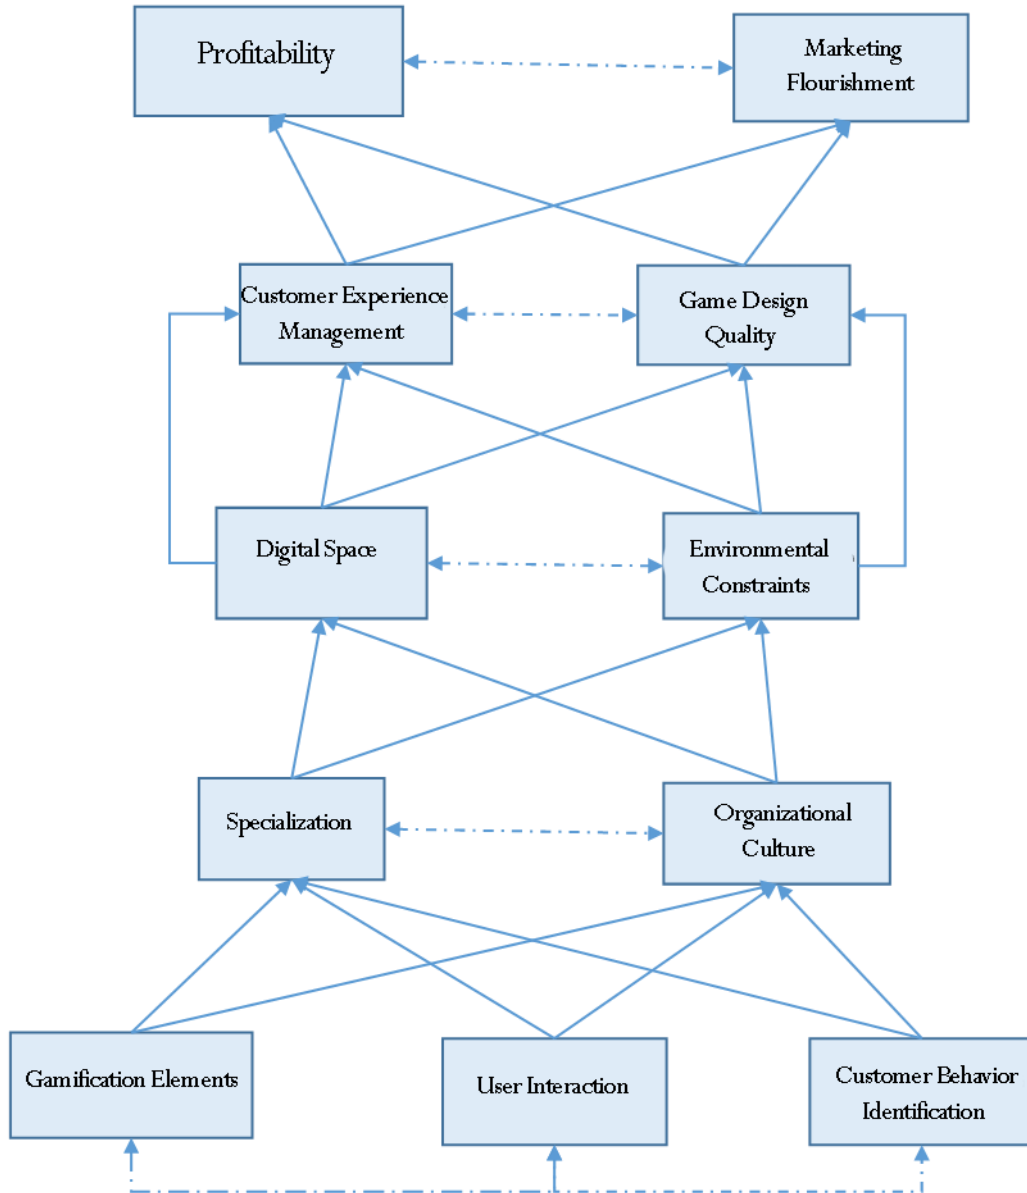 Profitability
Marketing
Flourishment
Customer Experience
Management
Game Design
Quality
Digital Space
Environmental
Constraints
Specialization
Organizational
Culture
Gamification Elements
User Interaction
Customer Behavior
Identification